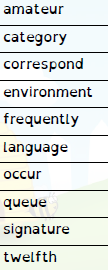 amateur
category
correspond
environment
frequently
language
occur
queue
signature
twelfth